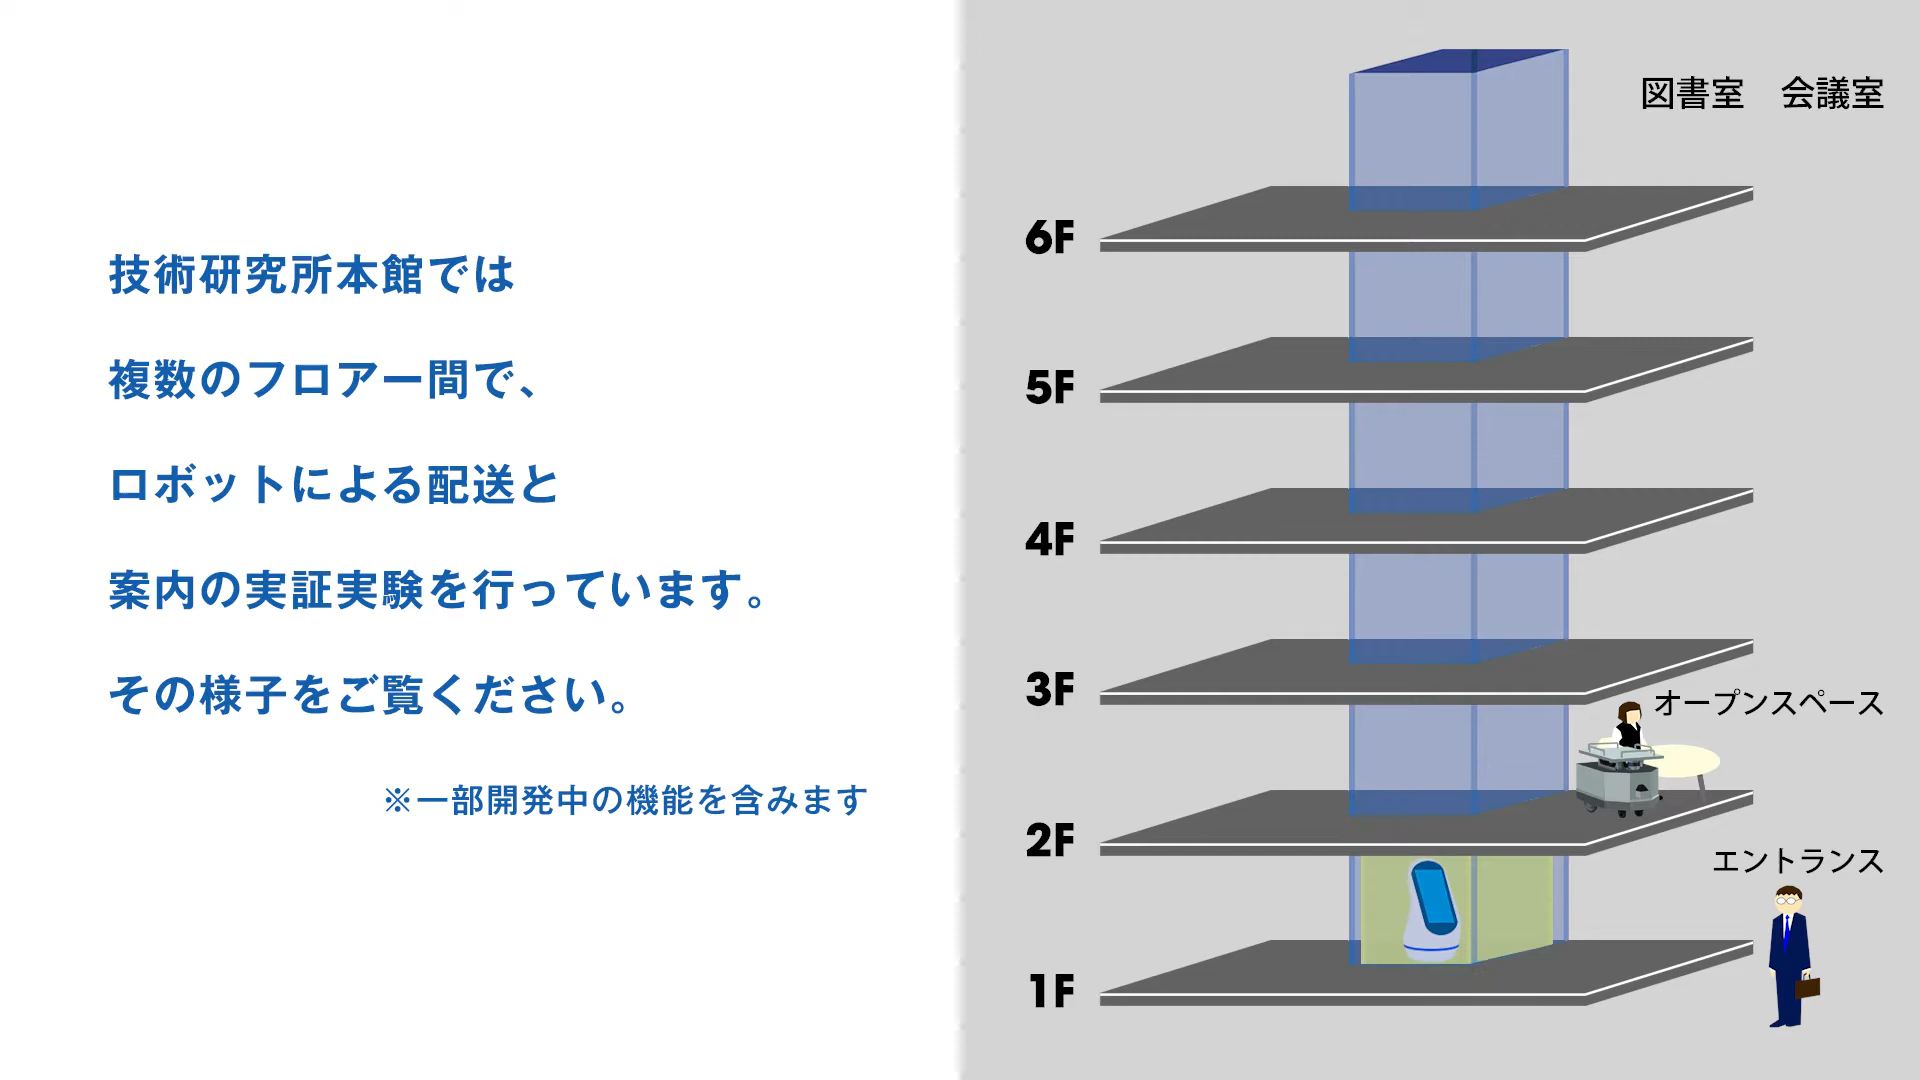 技術研究所本館では
複数のフロアー間で、
ロボットによる配送と
案内の実証実験を行っています。
その様子をご覧ください。
※一部開発中の機能を含みます
図書室　会議室
6F
5F
4F
3F
オープンスペース
2F
エントランス
1F